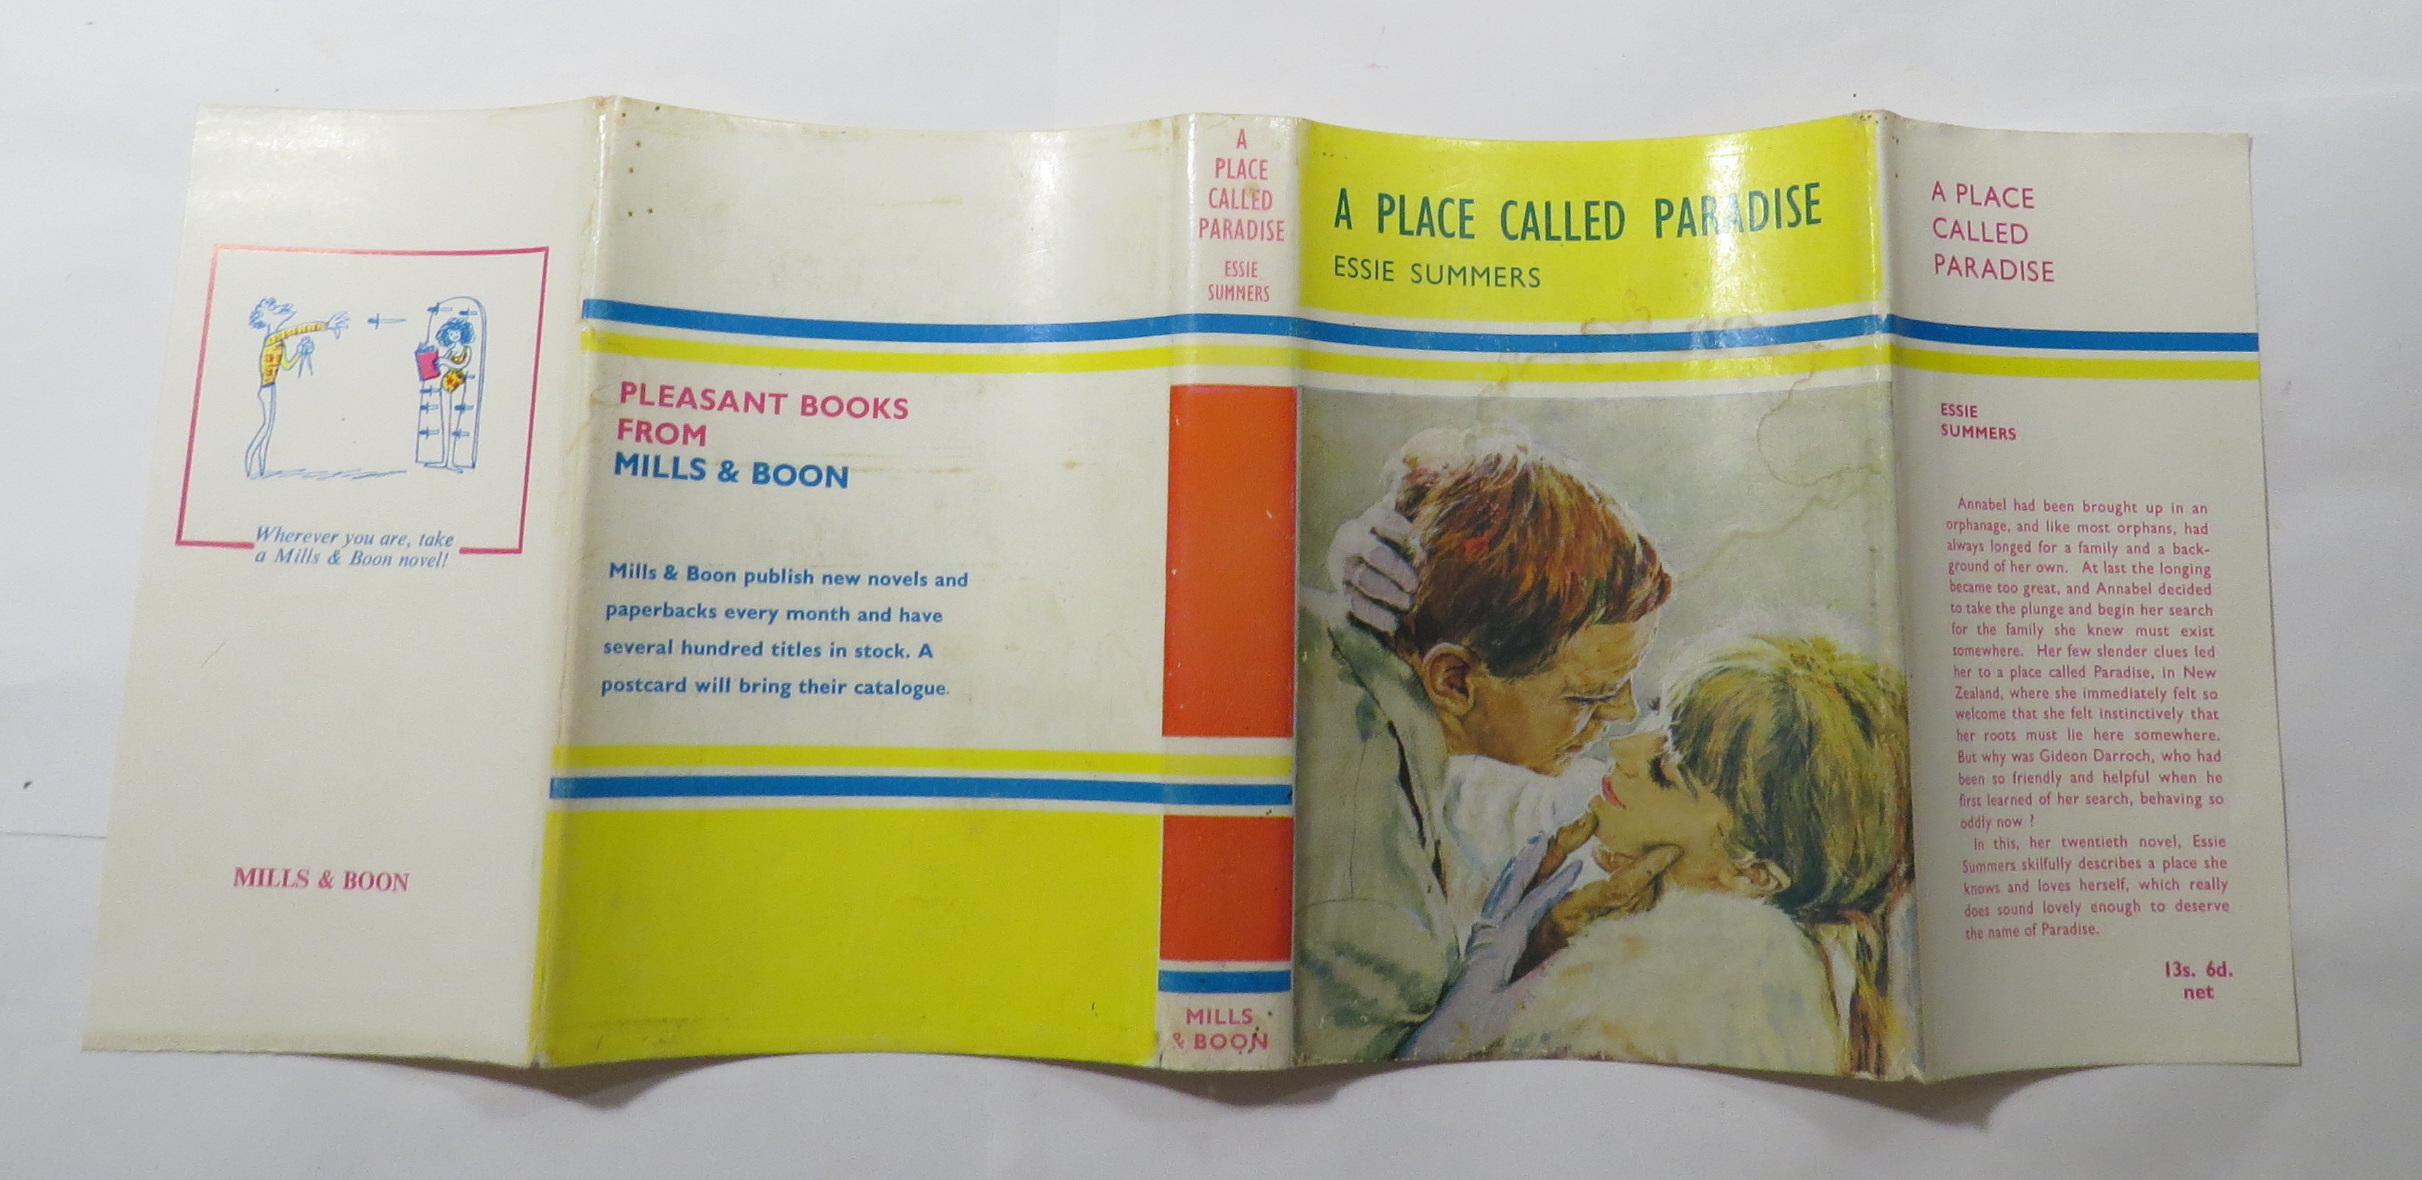 Wherever you are, take
a Mills & Boon novel!
MILLS & BOON
PLEASANT BOOKS
FROM
MILLS & BOON
Mills & Boon publish new novels and
paperbacks every month and have
several hundred titles in stock. A
postcard will bring their catalogue.
A
PLACE
CALLED
PARADISE
ESSIE
SUMMERS
MILLS
& BOON
A PLACE CALLED PARADISE
ESSIE SUMMERS
A PLACE
CALLED
PARADISE
ESSIE
SUMMERS
Annabel had been brought up in an
orphanage, and like most orphans, had
always longed for a family and a back-
ground of her own. At last the longing
became too great, and Annabel decided
to take the plunge and begin her search
for the family she knew must exist
somewhere. Her few slender clues led
her to a place called Paradise, in New
Zealand, where she immediately felt so
welcome that she felt instinctively that
her roots must lie here somewhere.
But why was Gideon Darroch, who had
been so friendly and helpful when he
first learned of her search, behaving so
oddly now ?
In this, her twentieth novel, Essie
Summers skilfully describes a place she
knows and loves herself, which really
does sound lovely enough to deserve
the name of Paradise.
13s. 6d.
net